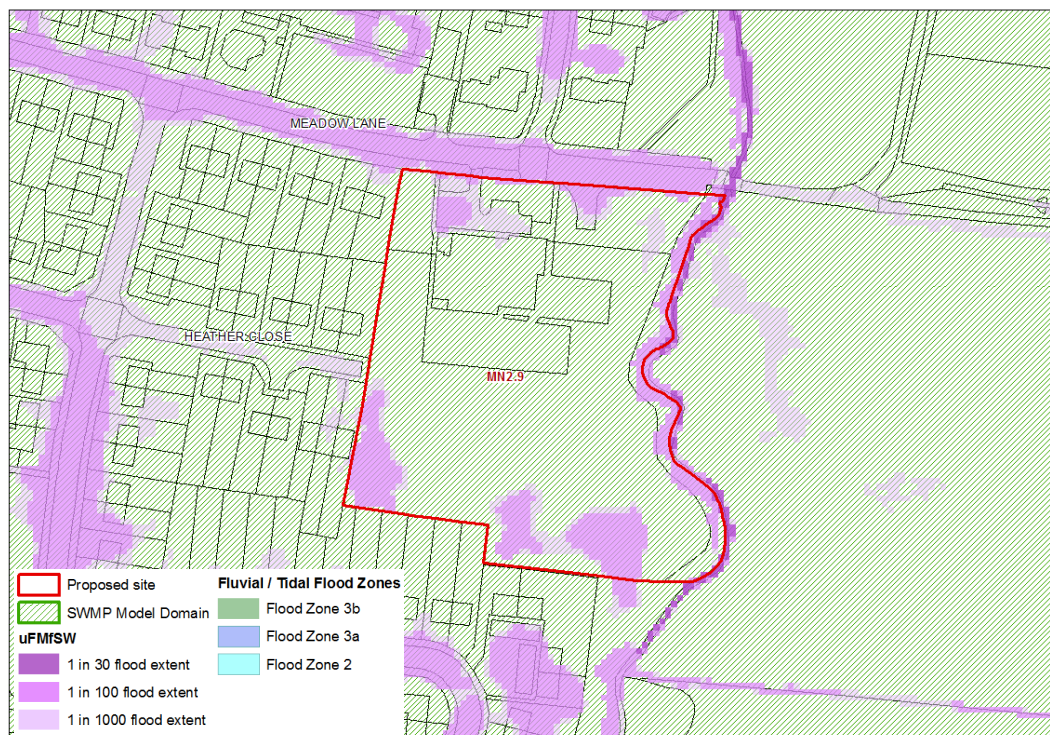 MEADOW LANE
HEATHER CLOSE
MN2.9
Proposed site
SWMP Model Domain
uFMfSW
1 in 30 flood extent
1 in 100 flood extent
1 in 1000 flood extent
Fluvial / Tidal Flood Zones
Flood Zone 3b
Flood Zone 3a
Flood Zone 2